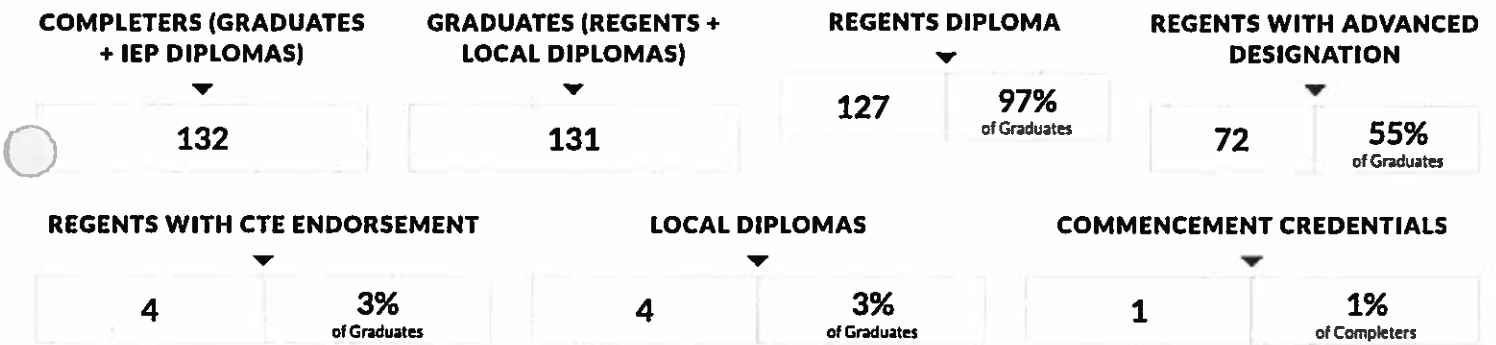 COMPLETERS (GRADUATES
+ IEP DIPLOMAS)
132
GRADUATES (REGENTS +
LOCAL DIPLOMAS)
131
REGENTS DIPLOMA
127
97%
of Graduates
REGENTS WITH ADVANCED
DESIGNATION
72
55%
of Graduates
REGENTS WITH CTE ENDORSEMENT
4
3%
of Graduates
LOCAL DIPLOMAS
4
3%
of Graduates
COMMENCEMENT CREDENTIALS
1
1%
of Completers